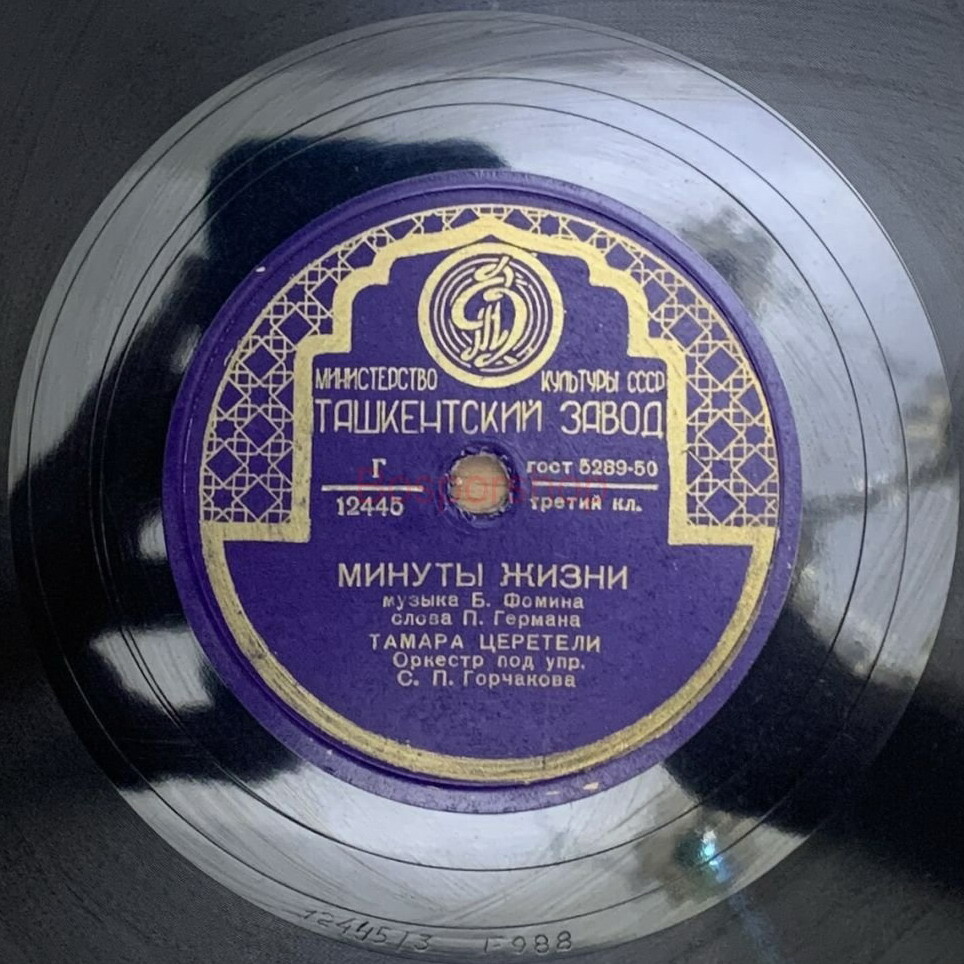 МИНИСТЕРСТВО КУЛЬТУРЫ СССР
ТАШКЕНТСКИЙ ЗАВОД
Г
12445
ГОСТ 5289-50
Третий кл.
МИНУТЫ ЖИЗНИ
музыка Б. Фомина
слова П. Германа
ТАМАРА ЦЕРЕТЕЛИ
Оркестр под упр.
С. П. Горчакова
12445/3 F988